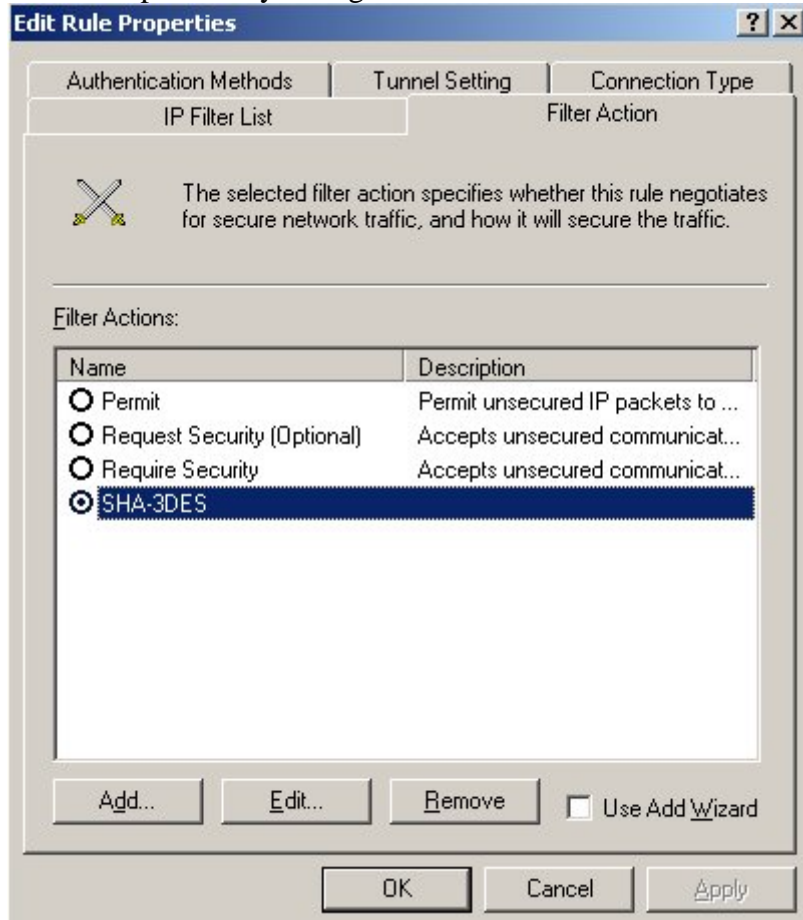 Edit Rule Properties
? X
Authentication Methods
Tunnel Setting
Connection Type
IP Filter List
Filter Action
The selected filter action specifies whether this rule negotiates
for secure network traffic, and how it will secure the traffic.
Filter Actions:
Name
Description
Permit
Permit unsecured IP packets to ...
Request Security (Optional)
Accepts unsecured communicat...
Require Security
Accepts unsecured communicat...
SHA-3DES
Add...
Edit...
Remove
Use Add Wizard
OK
Cancel
Apply